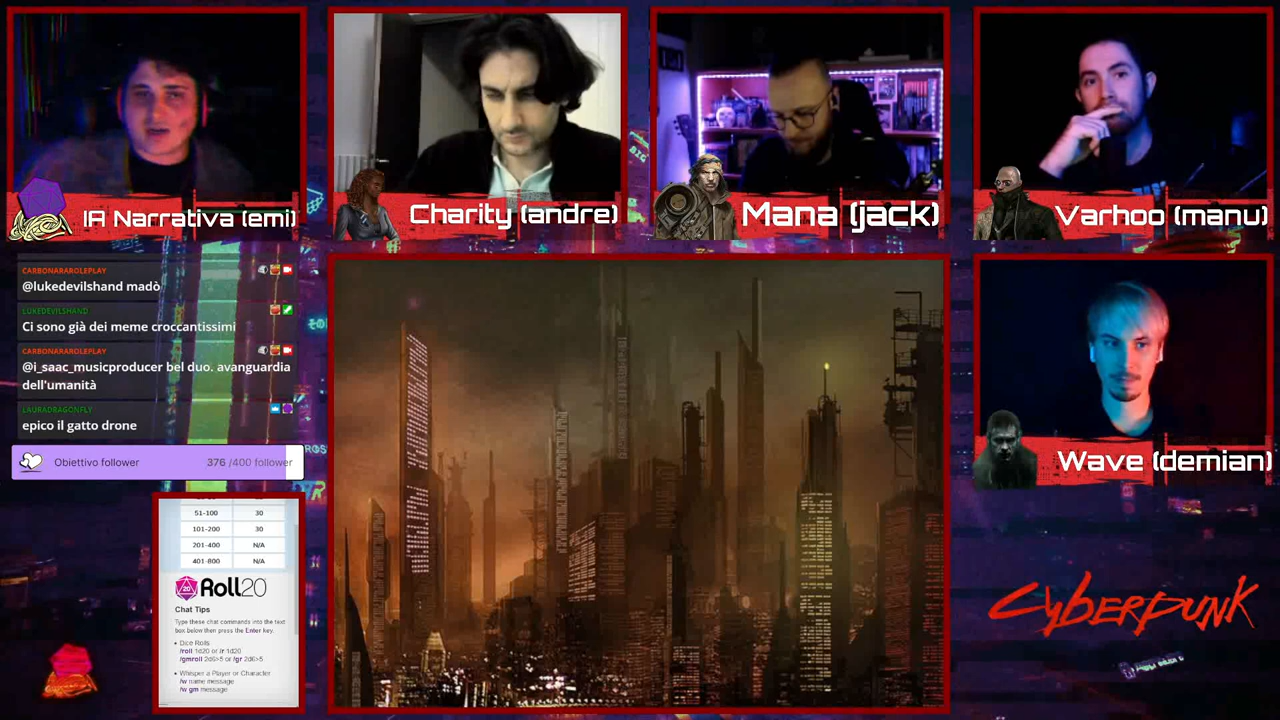 IA Narrativa (emi)
Charity (andre)
Mana (jack)
Varhoo (manu)
CARBONARAROLEPLAY
@lukedevilshand madò
LUKEDEVILSHAND
Ci sono già dei meme croccantissimi
CARBONARAROLEPLAY
@i_saac_musicproducer bel duo. avanguardia
dell'umanità
LAURADRAGONFLY
epico il gatto drone
Obiettivo follower 376 /400 follower
Wave (demian)
51-100 30
101-200 30
201-400 N/A
401-800 N/A
20 Roll20
Chat Tips
Type these chat commands into the text
box below then press the Enter key.
• Dice Rolls
/roll 1d20 or /r 1d20
/gmroll 2d6>5 or /gr 2d6>5
• Whisper a Player or Character
/w name message
/w gm message
CYBERPUNK